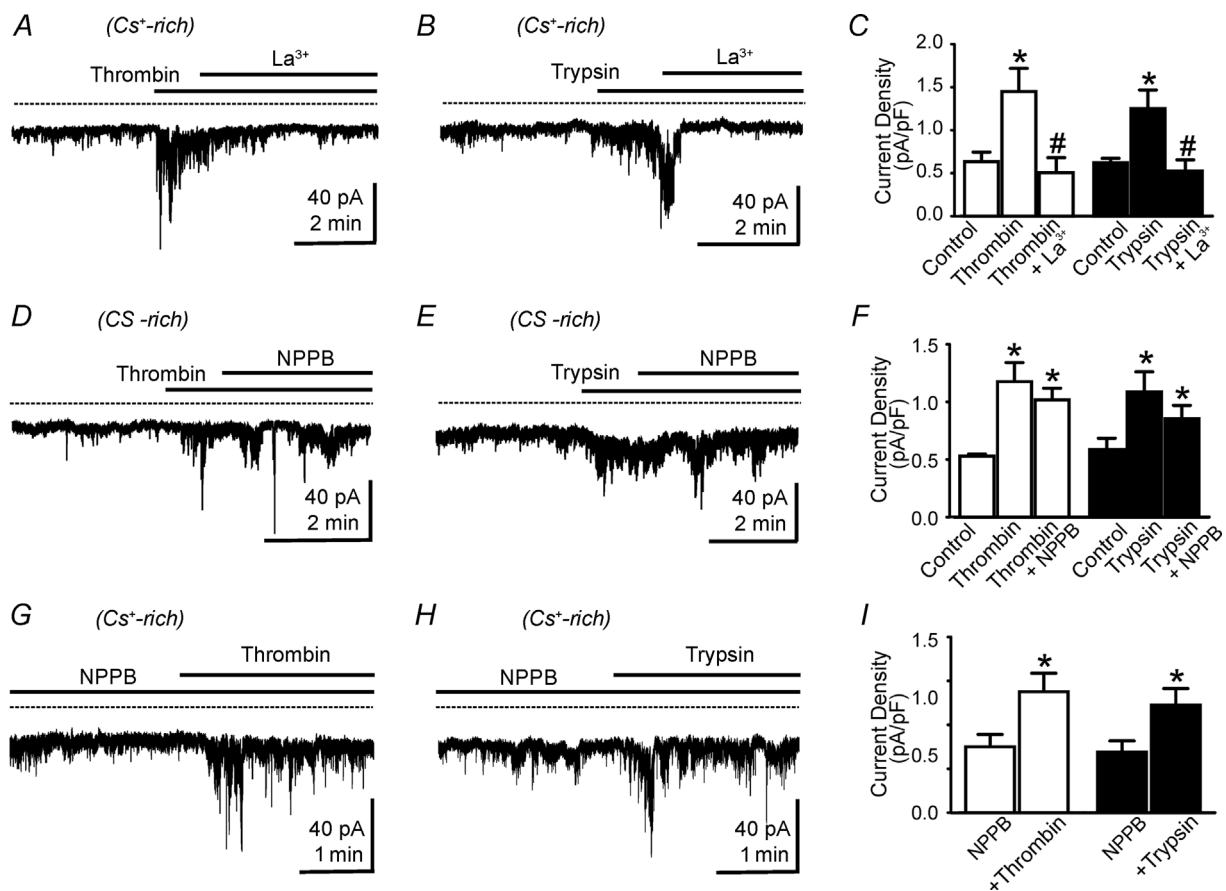 A (Cs⁺-rich)
La³⁺
Thrombin
40 pA
2 min
B (Cs⁺-rich)
La³⁺
Trypsin
40 pA
2 min
C
Current Density
(pA/pF)
2.0
1.5
1.0
0.5
0.0
* # * #
Control
Thrombin
Thrombin
+ La³⁺
Control
Trypsin
Trypsin
+ La³⁺
D (CS -rich)
NPPB
Thrombin
40 pA
2 min
E (CS -rich)
NPPB
Trypsin
40 pA
2 min
F
Current Density
(pA/pF)
1.5
1.0
0.5
0.0
* * * *
Control
Thrombin
Thrombin
+ NPPB
Control
Trypsin
Trypsin
+ NPPB
G (Cs⁺-rich)
Thrombin
NPPB
40 pA
1 min
H (Cs⁺-rich)
Trypsin
NPPB
40 pA
1 min
I
Current Density
(pA/pF)
1.5
1.0
0.5
0.0
* *
NPPB
+Thrombin
NPPB
+Trypsin